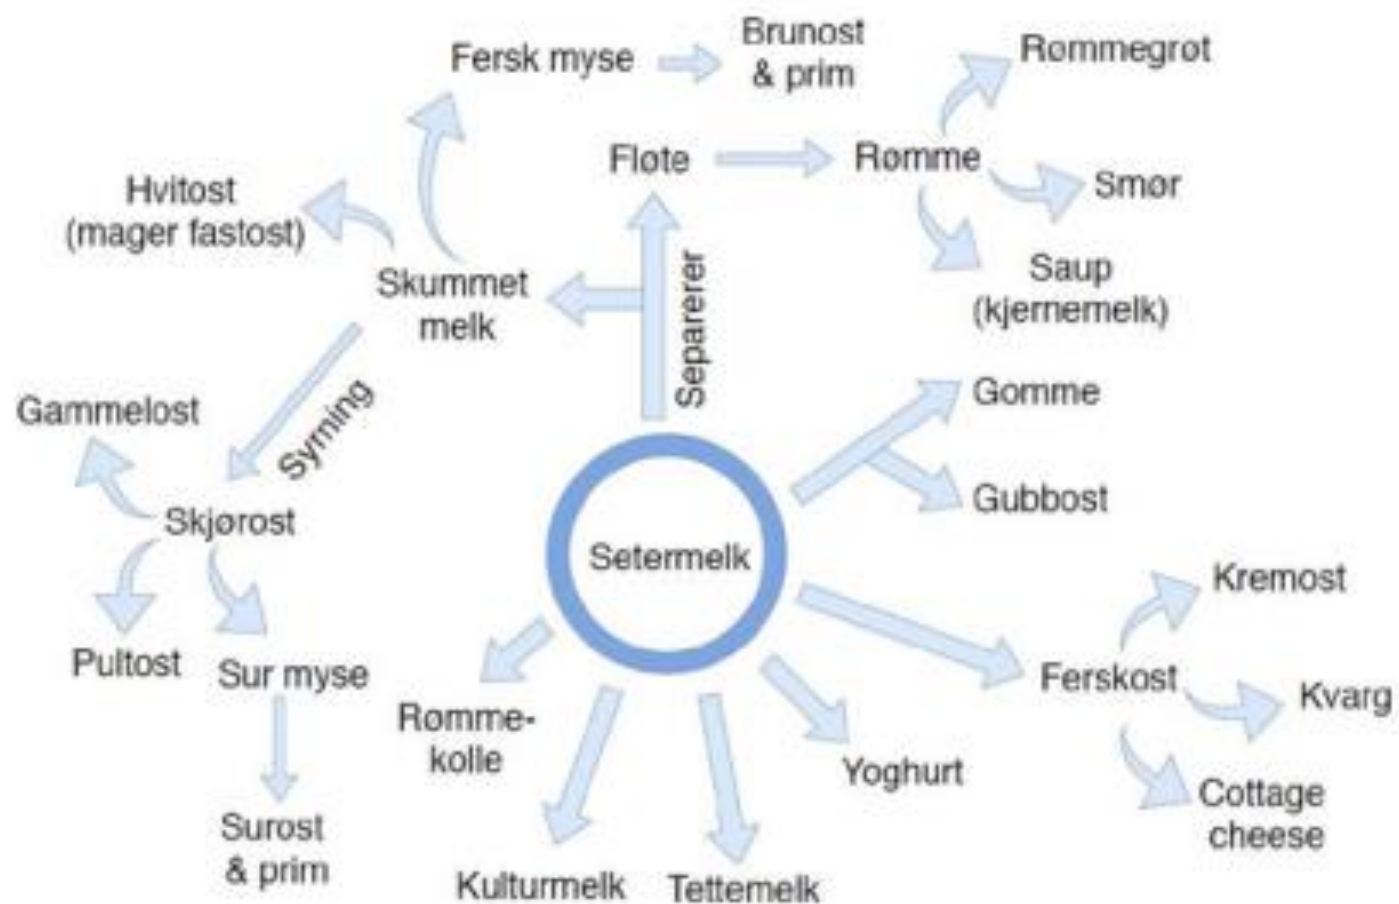 Fersk myse
Brunost
& prim
Rømmegrøt
Fløte
Rømme
Smør
Saup
(kjernemelk)
Hvitost
(mager fastost)
Skummet
melk
Separerer
Syrning
Gammelost
Skjørost
Pultost
Sur myse
Surost
& prim
Setermelk
Gomme
Gubbost
Kremost
Ferskost
Kvarg
Cottage
cheese
Rømme-
kolle
Kulturmelk
Tettemelk
Yoghurt